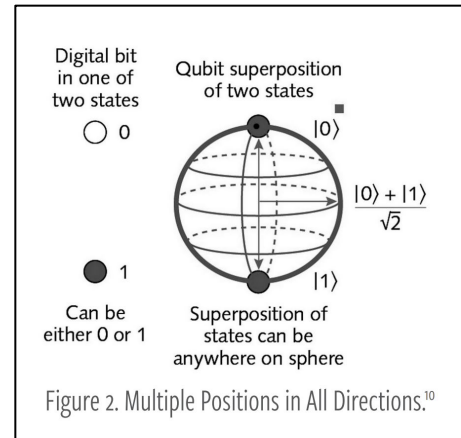 Digital bit
in one of
two states
0
1
Can be
either 0 or 1
Qubit superposition
of two states
|0⟩
|0⟩ + |1⟩
√2
|1⟩
Superposition of
states can be
anywhere on sphere
Figure 2. Multiple Positions in All Directions.¹⁰